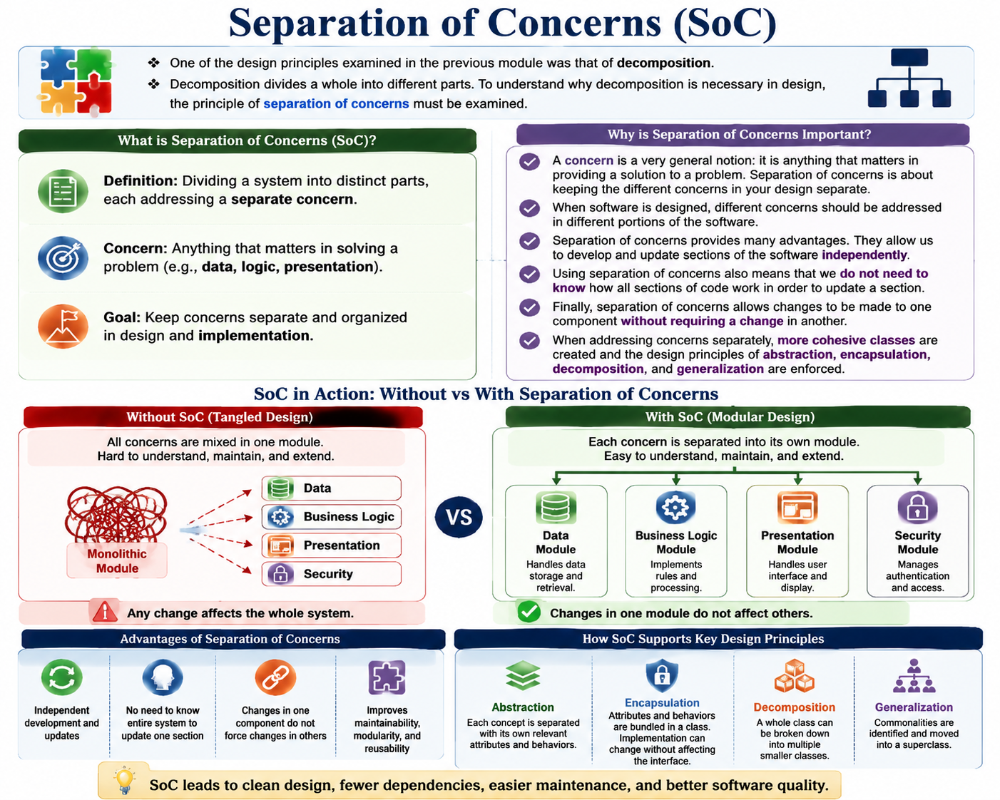 Separation of Concerns (SoC)
❖ One of the design principles examined in the previous module was that of decomposition.
❖ Decomposition divides a whole into different parts. To understand why decomposition is necessary in design,
the principle of separation of concerns must be examined.
What is Separation of Concerns (SoC)?
Definition: Dividing a system into distinct parts,
each addressing a separate concern.
Concern: Anything that matters in solving a
problem (e.g., data, logic, presentation).
Goal: Keep concerns separate and organized
in design and implementation.
Why is Separation of Concerns Important?
A concern is a very general notion: it is anything that matters in
providing a solution to a problem. Separation of concerns is about
keeping the different concerns in your design separate.
When software is designed, different concerns should be addressed
in different portions of the software.
Separation of concerns provides many advantages. They allow us
to develop and update sections of the software independently.
Using separation of concerns also means that we do not need to
know how all sections of code work in order to update a section.
Finally, separation of concerns allows changes to be made to one
component without requiring a change in another.
When addressing concerns separately, more cohesive classes are
created and the design principles of abstraction, encapsulation,
decomposition, and generalization are enforced.
SoC in Action: Without vs With Separation of Concerns
Without SoC (Tangled Design)
All concerns are mixed in one module.
Hard to understand, maintain, and extend.
Monolithic
Module
Data
Business Logic
Presentation
Security
Any change affects the whole system.
VS
With SoC (Modular Design)
Each concern is separated into its own module.
Easy to understand, maintain, and extend.
Data
Module
Handles data
storage and
retrieval.
Business Logic
Module
Implements
rules and
processing.
Presentation
Module
Handles user
interface and
display.
Security
Module
Manages
authentication
and access.
Changes in one module do not affect others.
Advantages of Separation of Concerns
Independent
development and
updates
No need to know
entire system to
update one section
Changes in one
component do not
force changes in others
Improves
maintainability,
modularity, and
reusability
How SoC Supports Key Design Principles
Abstraction
Each concept is separated
with its own relevant
attributes and behaviors.
Encapsulation
Attributes and behaviors
are bundled in a class.
Implementation can
change without affecting
the interface.
Decomposition
A whole class can
be broken down
into multiple
smaller classes.
Generalization
Commonalities are
identified and moved
into a superclass.
SoC leads to clean design, fewer dependencies, easier maintenance, and better software quality.